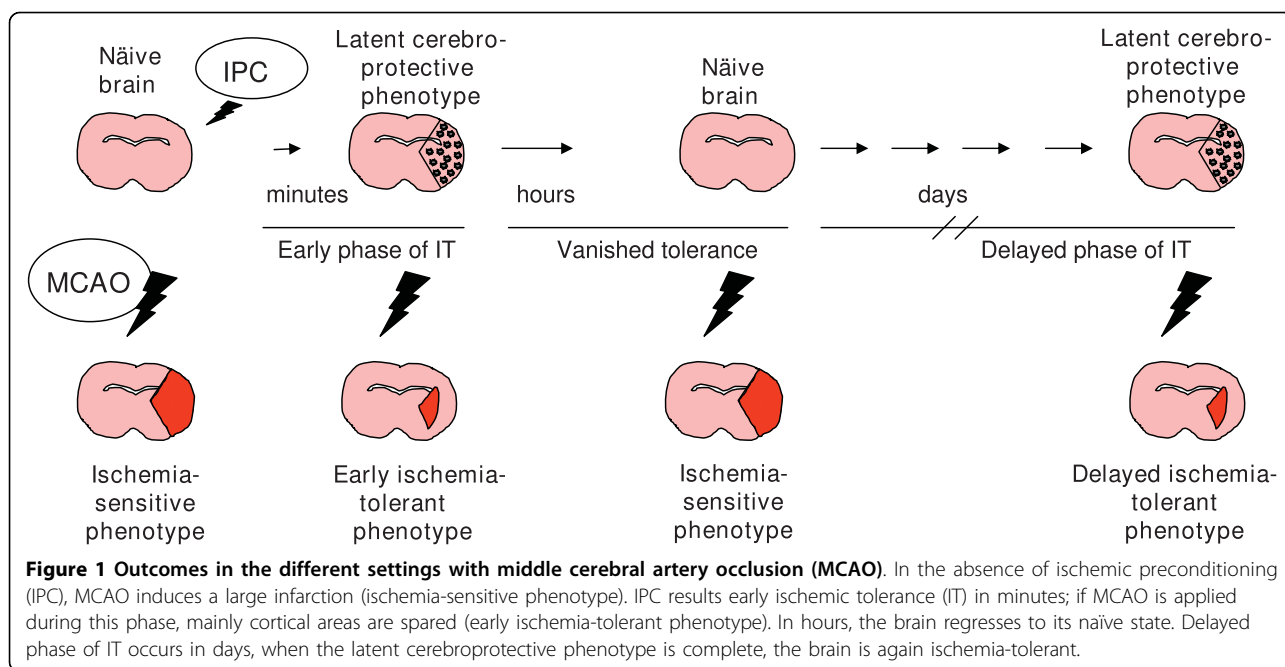 Näive
brain
IPC
Latent cerebro-
protective
phenotype
Näive
brain
Latent cerebro-
protective
phenotype
minutes
hours
days
Early phase of IT
Vanished tolerance
Delayed phase of IT
MCAO
Ischemia-
sensitive
phenotype
Early ischemia-
tolerant
phenotype
Ischemia-
sensitive
phenotype
Delayed ischemia-
tolerant
phenotype
Figure 1 Outcomes in the different settings with middle cerebral artery occlusion (MCAO). In the absence of ischemic preconditioning
(IPC), MCAO induces a large infarction (ischemia-sensitive phenotype). IPC results early ischemic tolerance (IT) in minutes; if MCAO is applied
during this phase, mainly cortical areas are spared (early ischemia-tolerant phenotype). In hours, the brain regresses to its naïve state. Delayed
phase of IT occurs in days, when the latent cerebroprotective phenotype is complete, the brain is again ischemia-tolerant.